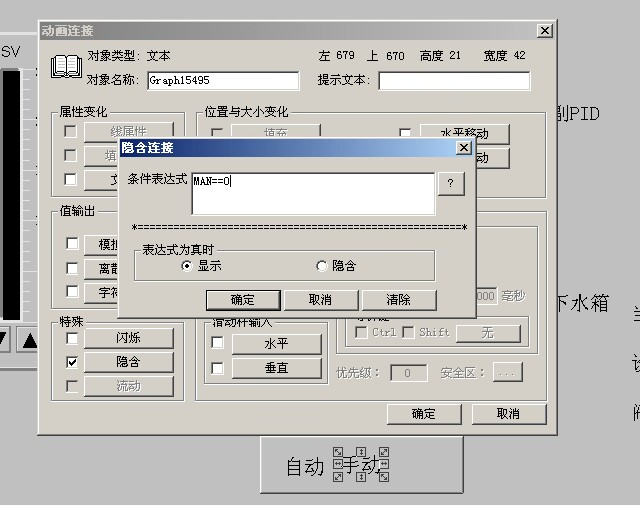 动画连接
SV
对象类型: 文本
左 679 上 670 高度 21 宽度 42
对象名称: Graph15495
提示文本:
属性变化
位置与大小变化
线属性
填充
水平移动
副PID
隐含连接
条件表达式 MAN==0
?
值输出
*=====================================================*
表达式为真时
显示
隐含
确定
取消
清除
毫秒
下水箱
特殊
滑动杆输入
闪烁
水平
Ctrl
Shift
无
隐含
垂直
优先级:
0
安全区:
...
流动
确定
取消
自动
手动